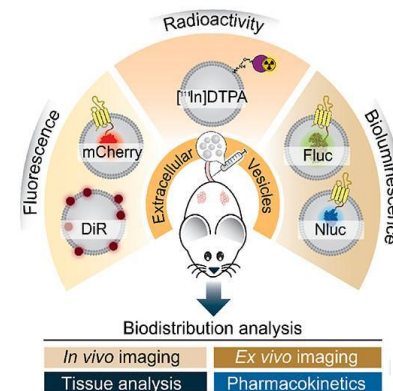 Radioactivity
[¹¹¹In]DTPA
Fluorescence
mCherry
DiR
Bioluminescence
Fluc
Nluc
Extracellular
Vesicles
Biodistribution analysis
In vivo imaging
Ex vivo imaging
Tissue analysis
Pharmacokinetics